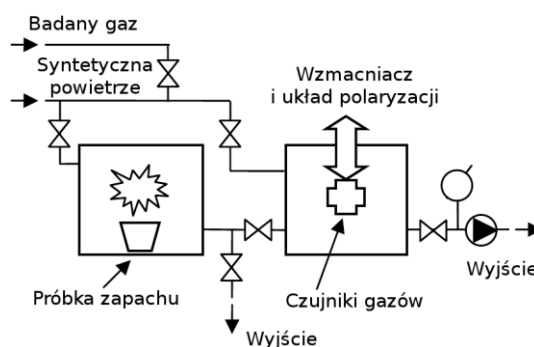 Badany gaz
Syntetyczna
powietrze
Wzmacniacz
i układ polaryzacji
Próbka zapachu
Wyjście
Czujniki gazów
Wyjście